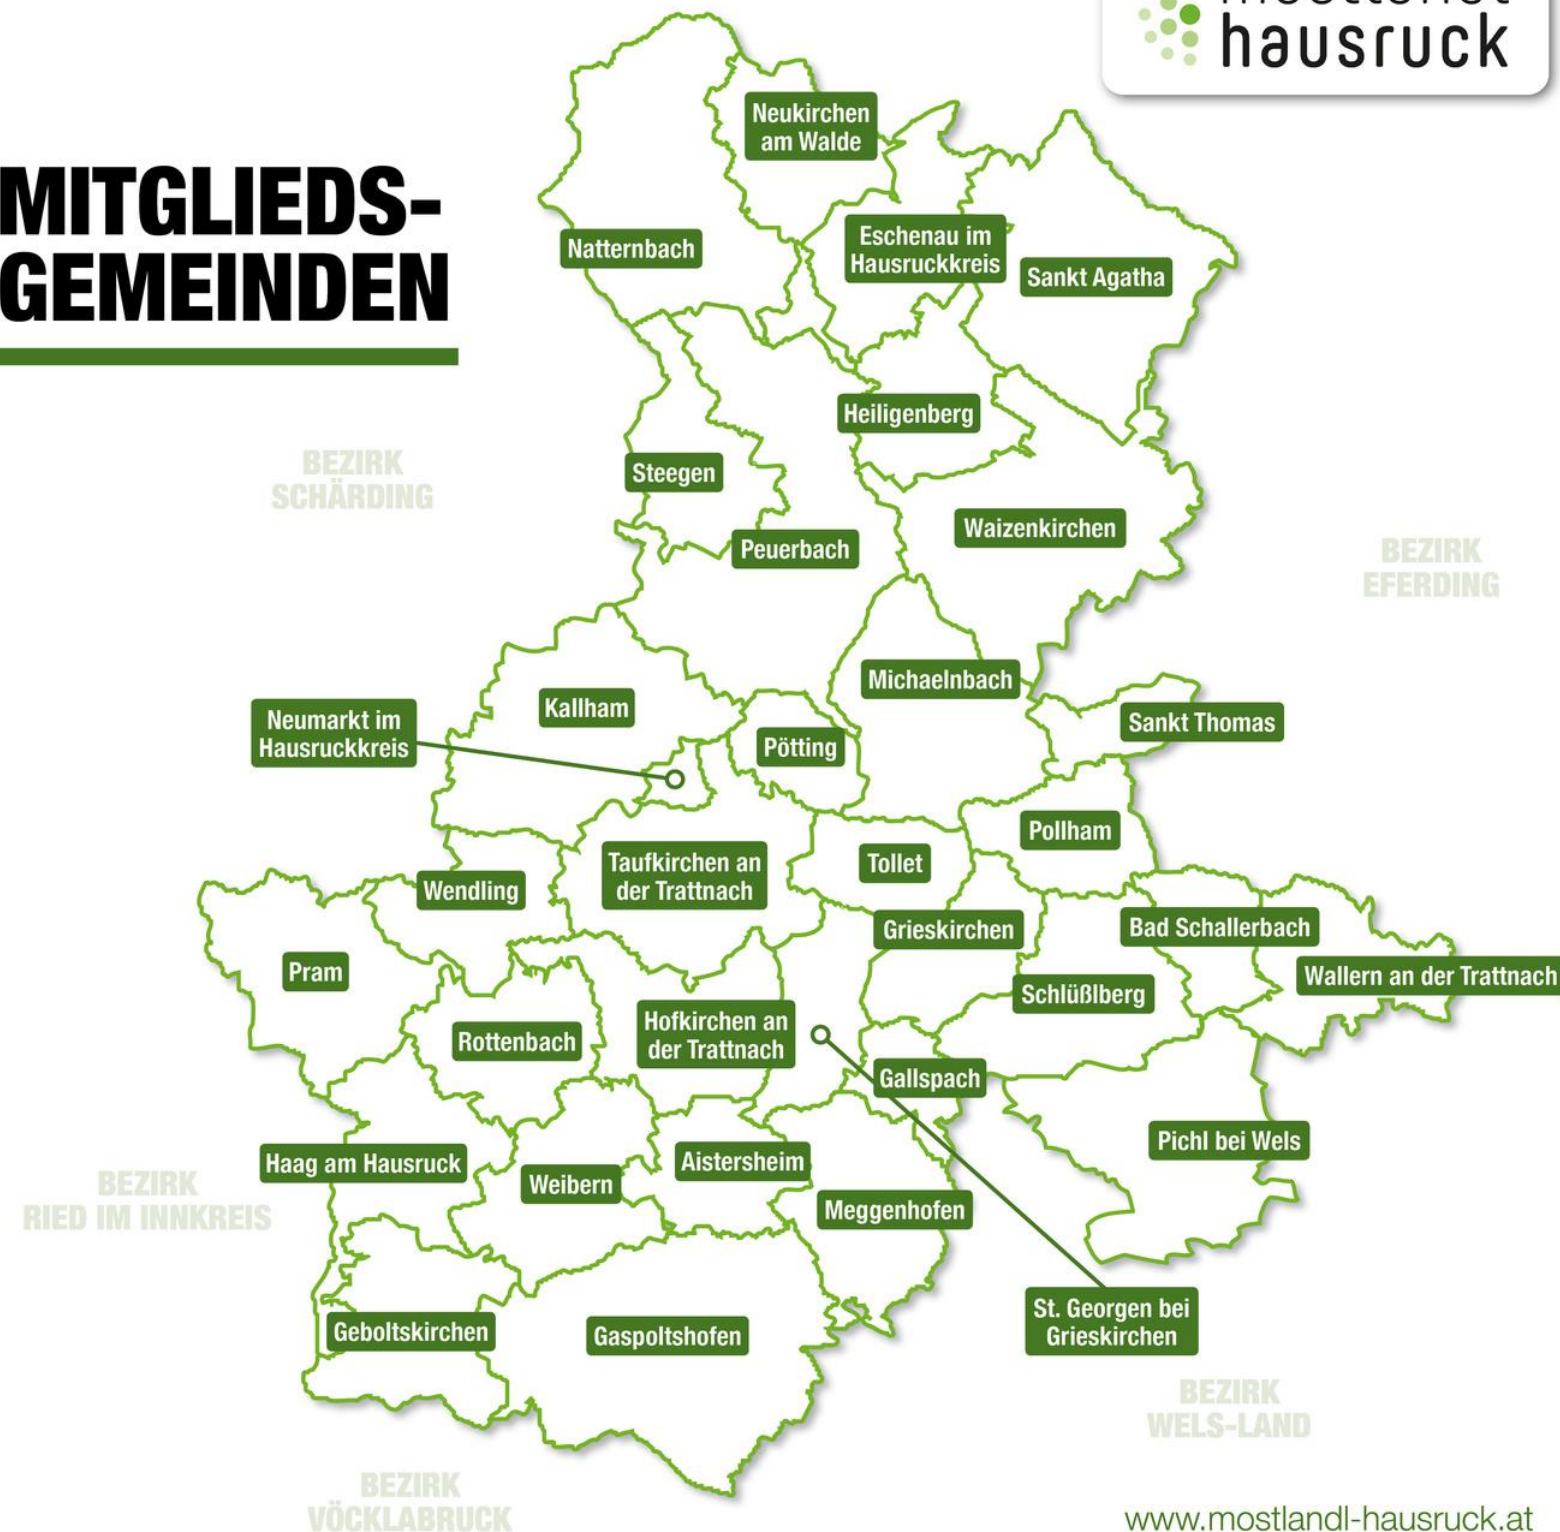 hausruck
MITGLIEDS-
GEMEINDEN
Neukirchen
am Walde
Natternbach
Eschenau im
Hausruckkreis
Sankt Agatha
Heiligenberg
BEZIRK
SCHÄRDING
Steegen
Waizenkirchen
Peuerbach
BEZIRK
EFERDING
Michaelnbach
Kallham
Neumarkt im
Hausruckkreis
Sankt Thomas
Pötting
Pollham
Taufkirchen an
der Trattnach
Tollet
Wendling
Grieskirchen
Bad Schallerbach
Pram
Wallern an der Trattnach
Schlüßlberg
Rottenbach
Hofkirchen an
der Trattnach
Gallspach
Pichl bei Wels
Haag am Hausruck
Aistersheim
Weibern
BEZIRK
RIED IM INNKREIS
Meggenhofen
St. Georgen bei
Grieskirchen
Geboltskirchen
Gaspoltshofen
BEZIRK
WELS-LAND
BEZIRK
VÖCKLABRUCK
www.mostlandl-hausruck.at